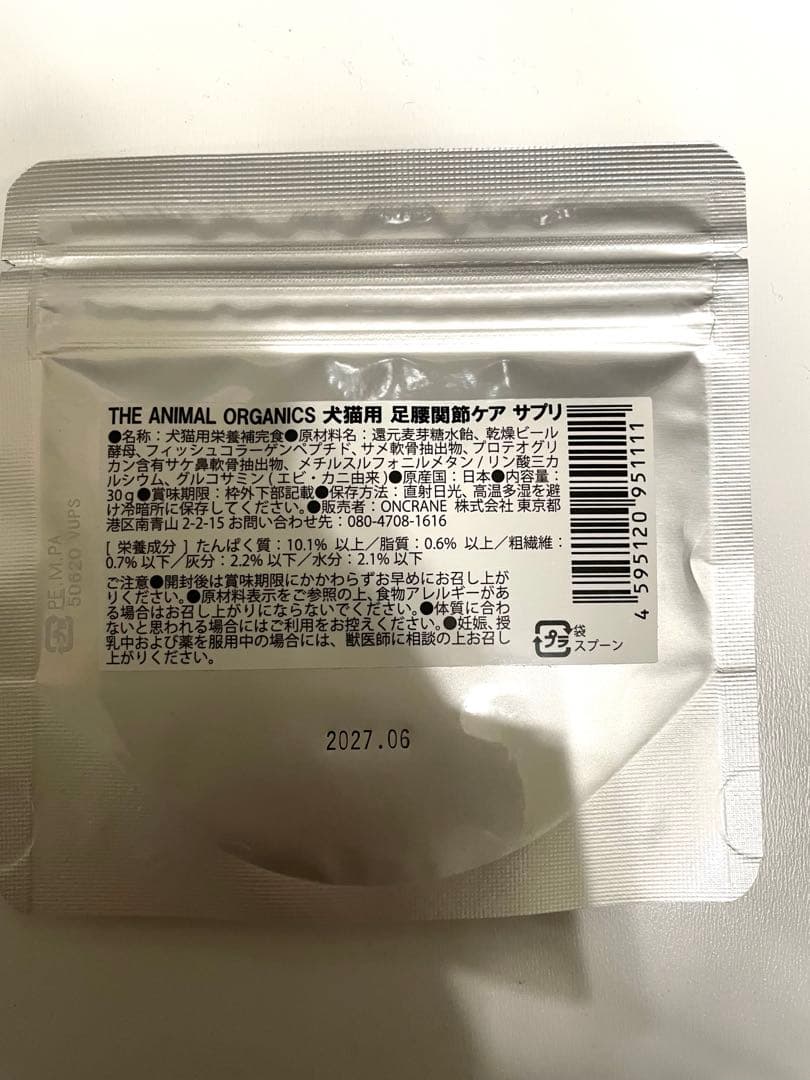 THE ANIMAL ORGANICS 犬猫用 足腰関節ケア サプリ
●名称：犬猫用栄養補完食●原材料名：還元麦芽糖水飴、乾燥ビール
酵母、フィッシュコラーゲンペプチド、サメ軟骨抽出物、プロテオグリ
カン含有サケ鼻軟骨抽出物、メチルスルフォニルメタン/リン酸三カ
ルシウム、グルコサミン(エビ・カニ由来)●原産国：日本●内容量：
30g●賞味期限：枠外下部記載●保存方法：直射日光、高温多湿を避
け冷暗所に保存してください。●販売者：ONCRANE 株式会社 東京都
港区南青山 2-2-15 お問い合わせ先：080-4708-1616
[ 栄養成分 ] たんぱく質：10.1% 以上／脂質：0.6% 以上／粗繊維：
0.7% 以下／灰分：2.2% 以下／水分：2.1% 以下
ご注意●開封後は賞味期限にかかわらずお早めにお召し上が
りください。●原材料表示をご参照の上、食物アレルギーがあ
る場合はお召し上がりにならないでください。●体質に合わ
ないと思われる場合にはご利用をお控えください。●妊娠、授
乳中および薬を服用中の場合には、獣医師に相談の上お召し
上がりください。
4 595120 951111
プラ
袋
スプーン
プラ
PE,M,PA
50620 VUPS
2027.06